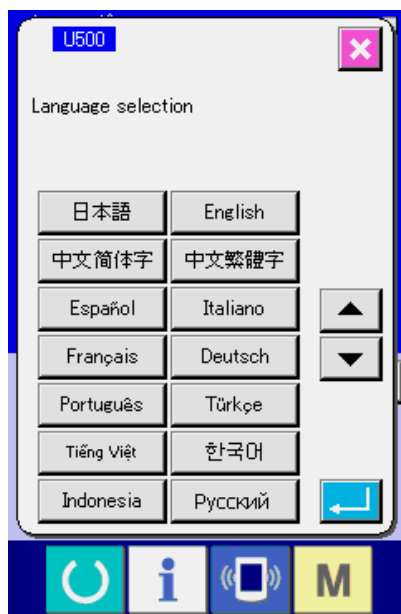 U500
Language selection
日本語 English
中文简体字 中文繁體字
Español Italiano
Français Deutsch
Português Türkçe
Tiếng Việt 한국어
Indonesia Русский
i M